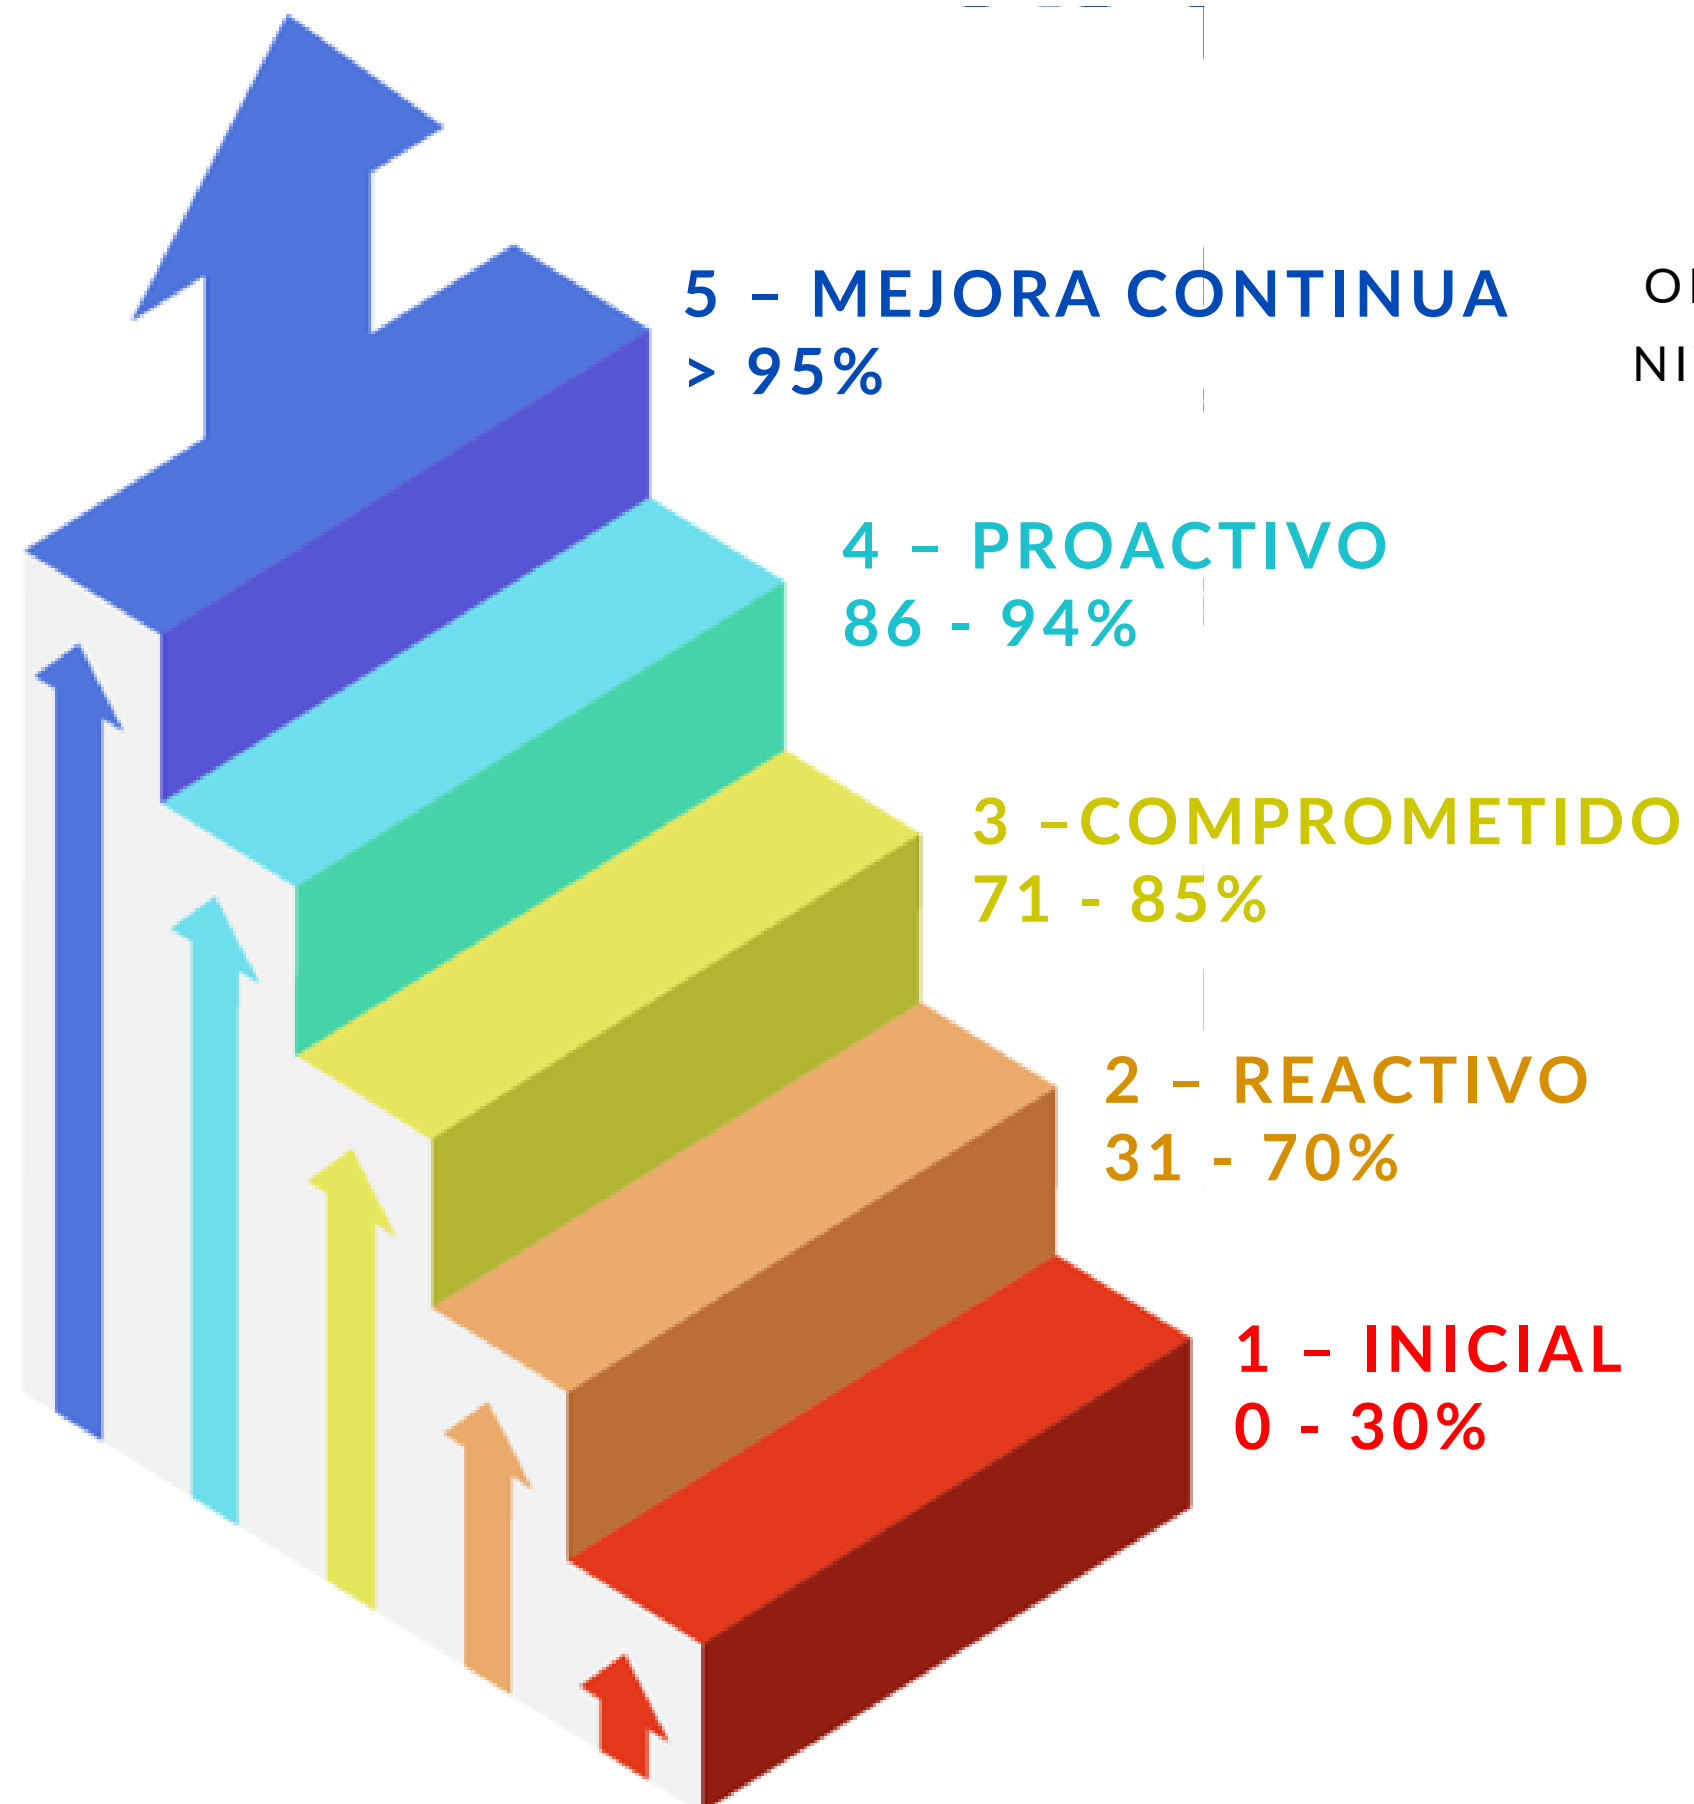 5 – MEJORA CONTINUA
> 95%
4 – PROACTIVO
86 - 94%
3 –COMPROMETIDO
71 - 85%
2 – REACTIVO
31 - 70%
1 – INICIAL
0 - 30%